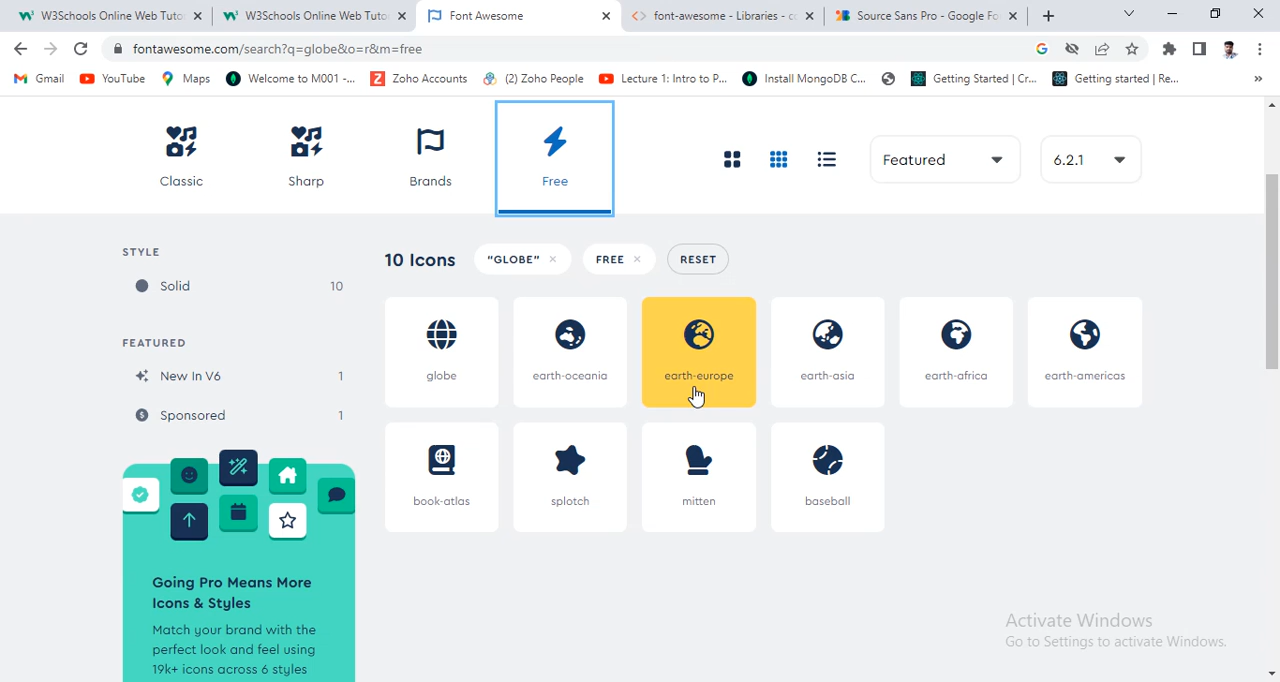 W3Schools Online Web Tuto
W3Schools Online Web Tuto
Font Awesome
font-awesome - Libraries - c
Source Sans Pro - Google Fo
fontawesome.com/search?q=globe&o=r&m=free
Gmail
YouTube
Maps
Welcome to M001 -...
Zoho Accounts
(2) Zoho People
Lecture 1: Intro to P...
Install MongoDB C...
Getting Started | Cr...
Getting started | Re...
Classic
Sharp
Brands
Free
Featured
6.2.1
STYLE
Solid 10
FEATURED
New In V6 1
Sponsored 1
10 Icons
"GLOBE" ×
FREE ×
RESET
globe
earth-oceania
earth-europe
earth-asia
earth-africa
earth-americas
book-atlas
splotch
mitten
baseball
Going Pro Means More
Icons & Styles
Match your brand with the
perfect look and feel using
19k+ icons across 6 styles
Activate Windows
Go to Settings to activate Windows.